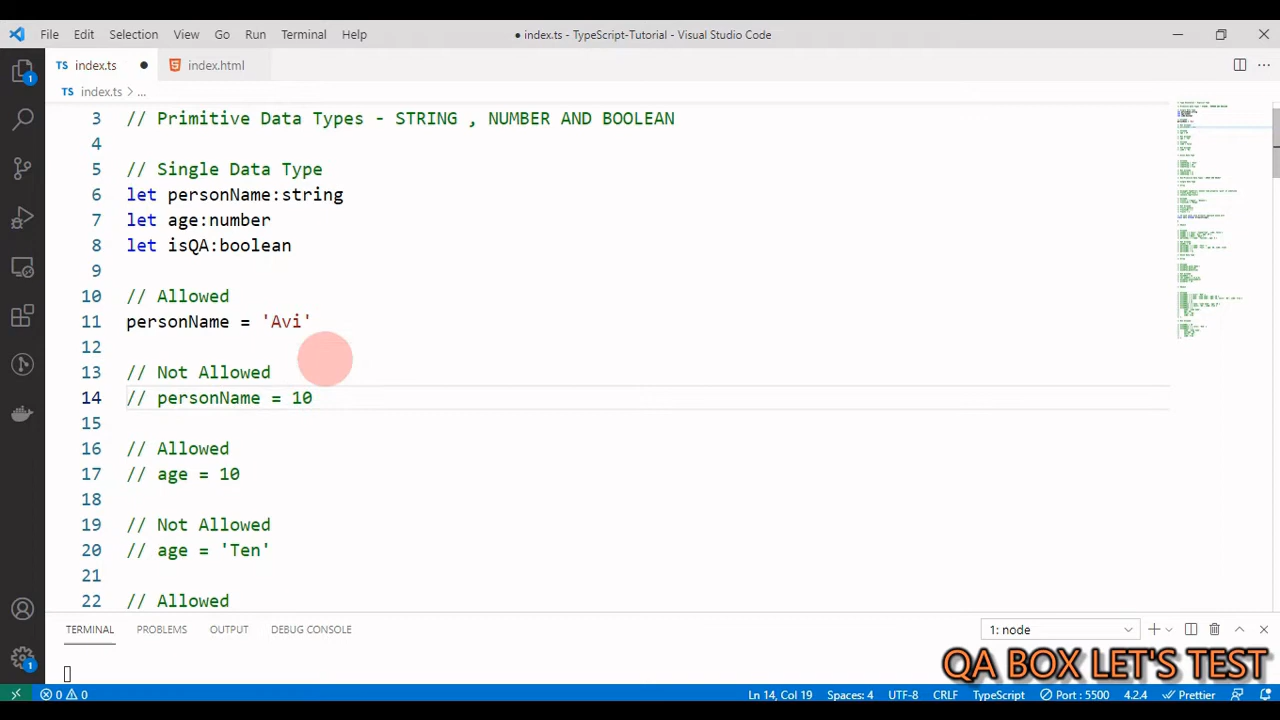 File Edit Selection View Go Run Terminal Help
● index.ts - TypeScript-Tutorial - Visual Studio Code
TS index.ts ● index.html
TS index.ts > ...
3 // Primitive Data Types - STRING , NUMBER AND BOOLEAN
4
5 // Single Data Type
6 let personName:string
7 let age:number
8 let isQA:boolean
9
10 // Allowed
11 personName = 'Avi'
12
13 // Not Allowed
14 // personName = 10
15
16 // Allowed
17 // age = 10
18
19 // Not Allowed
20 // age = 'Ten'
21
22 // Allowed
TERMINAL PROBLEMS OUTPUT DEBUG CONSOLE
1: node
QA BOX LET'S TEST
0 0 Ln 14, Col 19 Spaces: 4 UTF-8 CRLF TypeScript Port : 5500 4.2.4 Prettier
1
1